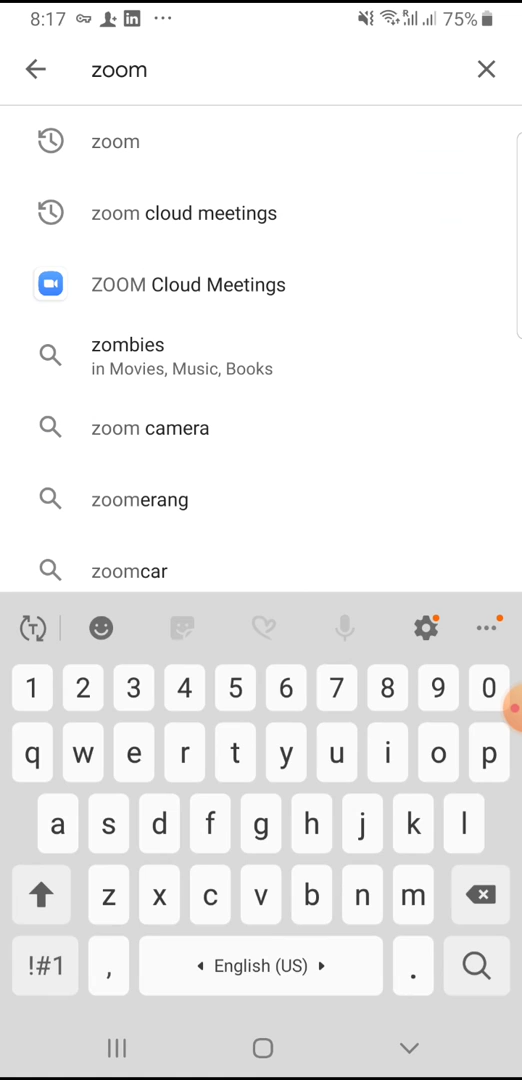 8:17 in ... R 75%
zoom
zoom
zoom cloud meetings
ZOOM Cloud Meetings
zombies
in Movies, Music, Books
zoom camera
zoomerang
zoomcar
T
1 2 3 4 5 6 7 8 9 0
q w e r t y u i o p
a s d f g h j k l
z x c v b n m
!#1 , English (US) .